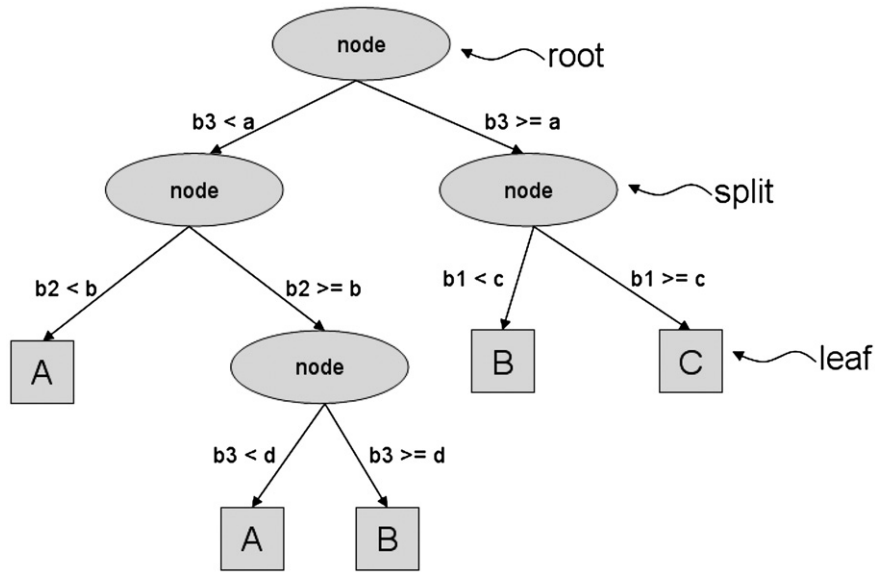 node
root
b3 < a
b3 >= a
node
node
split
b2 < b
b2 >= b
b1 < c
b1 >= c
A
node
B
C
leaf
b3 < d
b3 >= d
A
B